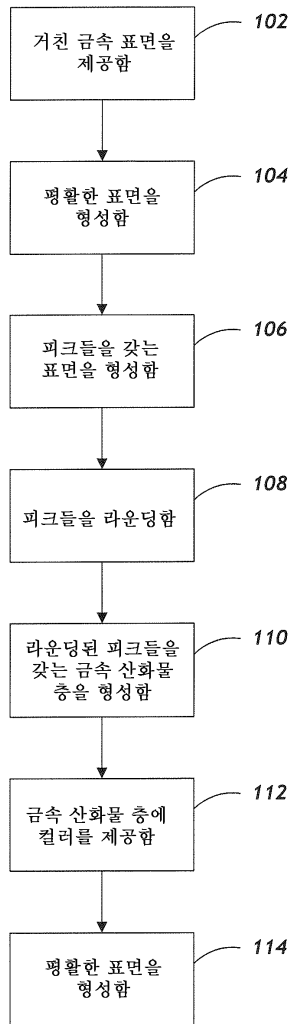 거친 금속 표면을
제공함
102
평활한 표면을
형성함
104
피크들을 갖는
표면을 형성함
106
피크들을 라운딩함
108
라운딩된 피크들을
갖는 금속 산화물
층을 형성함
110
금속 산화물 층에
컬러를 제공함
112
평활한 표면을
형성함
114